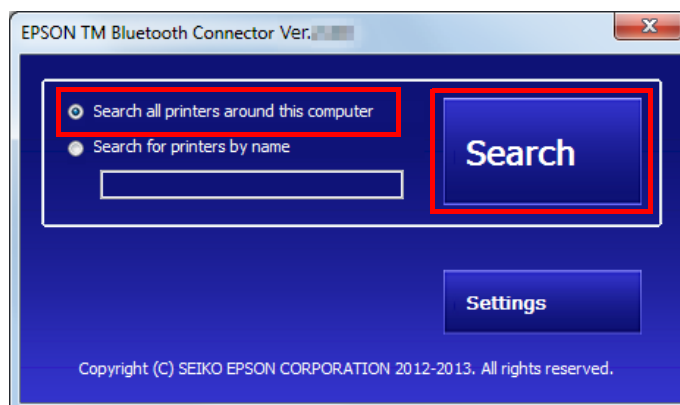 EPSON TM Bluetooth Connector Ver.
Search all printers around this computer
Search for printers by name
Search
Settings
Copyright (C) SEIKO EPSON CORPORATION 2012-2013. All rights reserved.